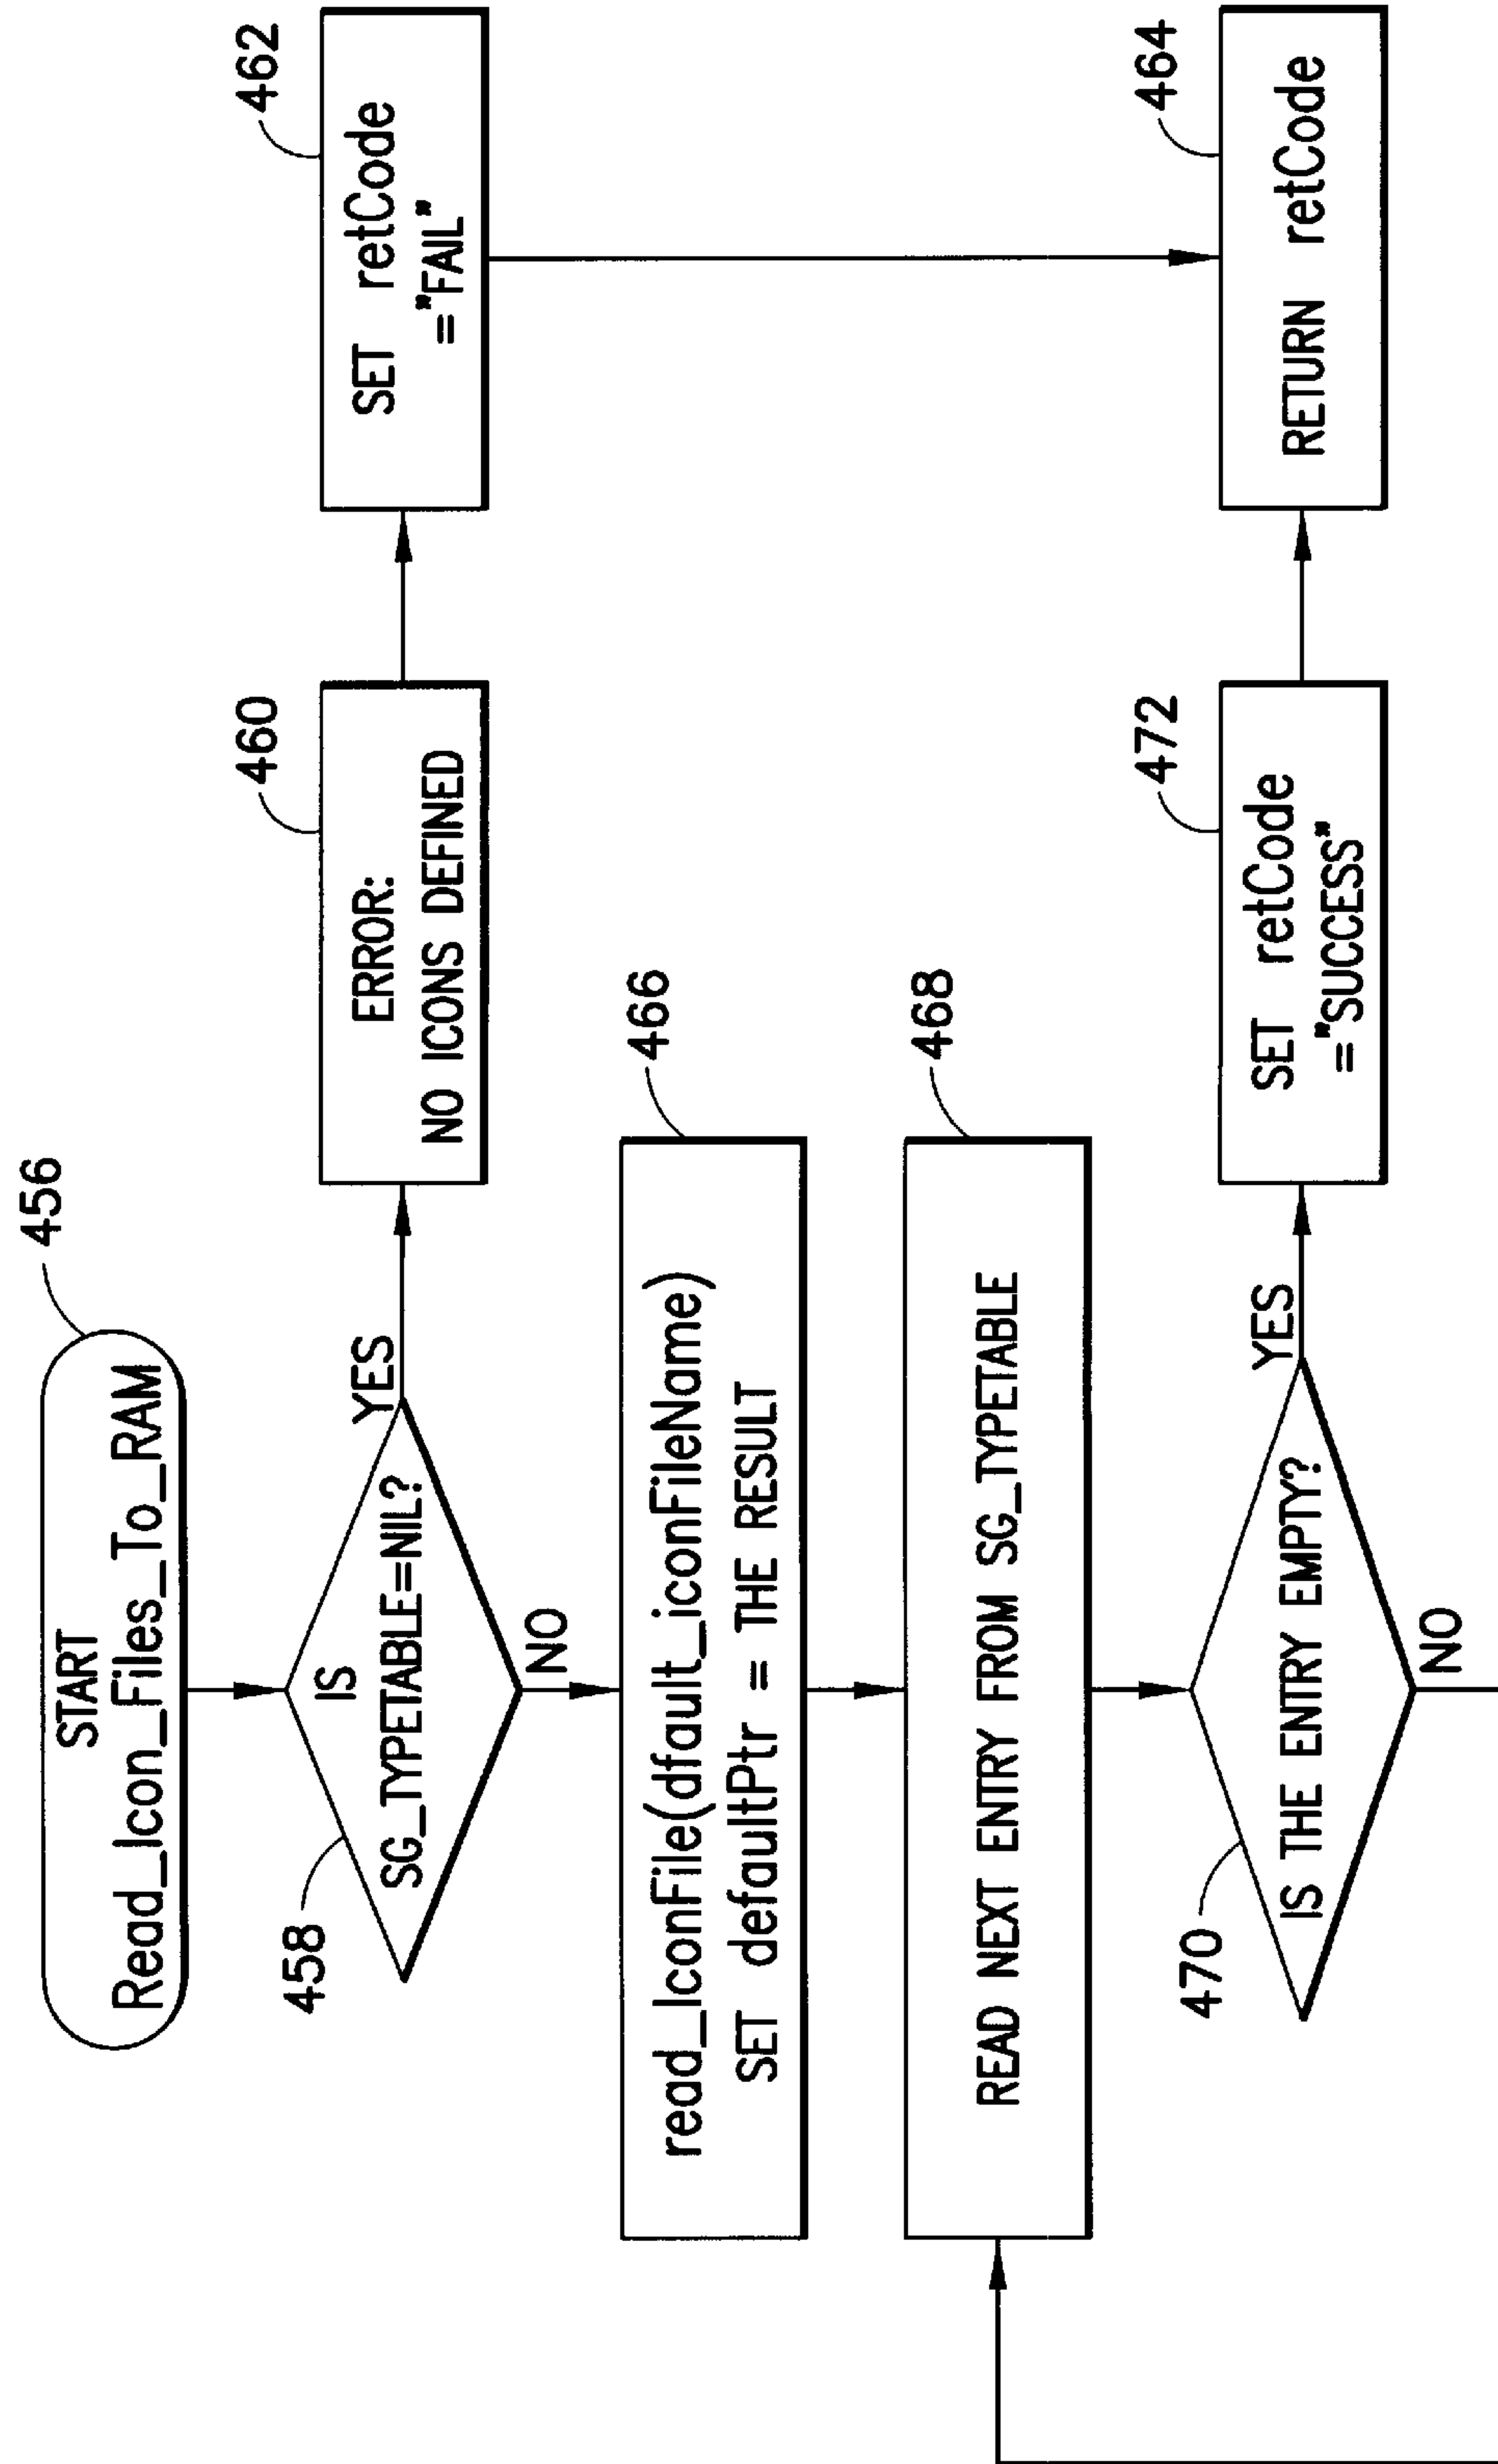 456
START
Read_Icon_Files_To_RAM
458
IS
SG_TYPETABLE=NIL?
YES
NO
460
ERROR:
NO ICONS DEFINED
462
SET retCode
="FAIL"
466
read_IconFile(dfault_iconFileName)
SET defaultPtr = THE RESULT
468
READ NEXT ENTRY FROM SG_TYPETABLE
470
IS THE ENTRY EMPTY?
YES
NO
472
SET retCode
="SUCCESS"
464
RETURN retCode